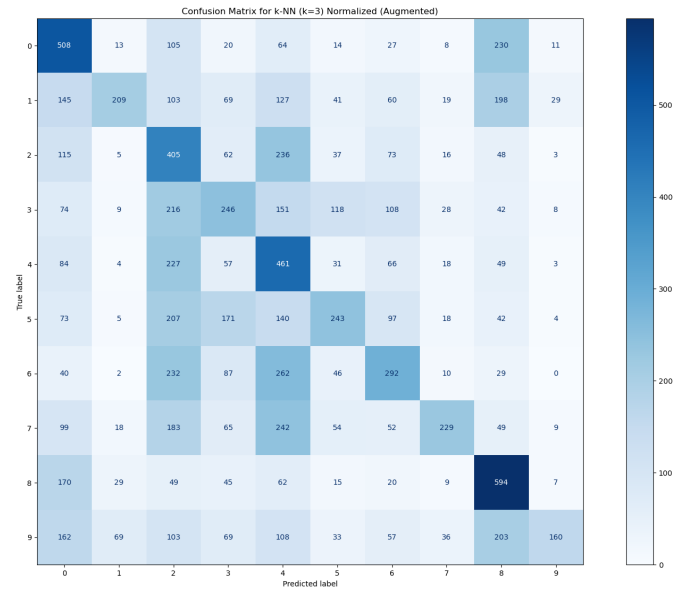 Confusion Matrix for k-NN (k=3) Normalized (Augmented)
True label
0 508 13 105 20 64 14 27 8 230 11
1 145 209 103 69 127 41 60 19 198 29
2 115 5 405 62 236 37 73 16 48 3
3 74 9 216 246 151 118 108 28 42 8
4 84 4 227 57 461 31 66 18 49 3
5 73 5 207 171 140 243 97 18 42 4
6 40 2 232 87 262 46 292 10 29 0
7 99 18 183 65 242 54 52 229 49 9
8 170 29 49 45 62 15 20 9 594 7
9 162 69 103 69 108 33 57 36 203 160
0 1 2 3 4 5 6 7 8 9
Predicted label
500
400
300
200
100
0